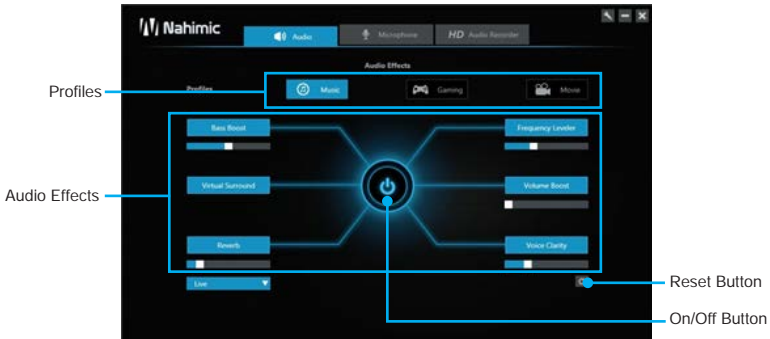 Nahimic
Audio
Microphone
HD Audio Recorder
Audio Effects
Profiles
Profiles
Music
Gaming
Movie
Bass Boost
Frequency Leveler
Audio Effects
Virtual Surround
Volume Boost
Reverb
Voice Clarity
Live
Reset Button
On/Off Button